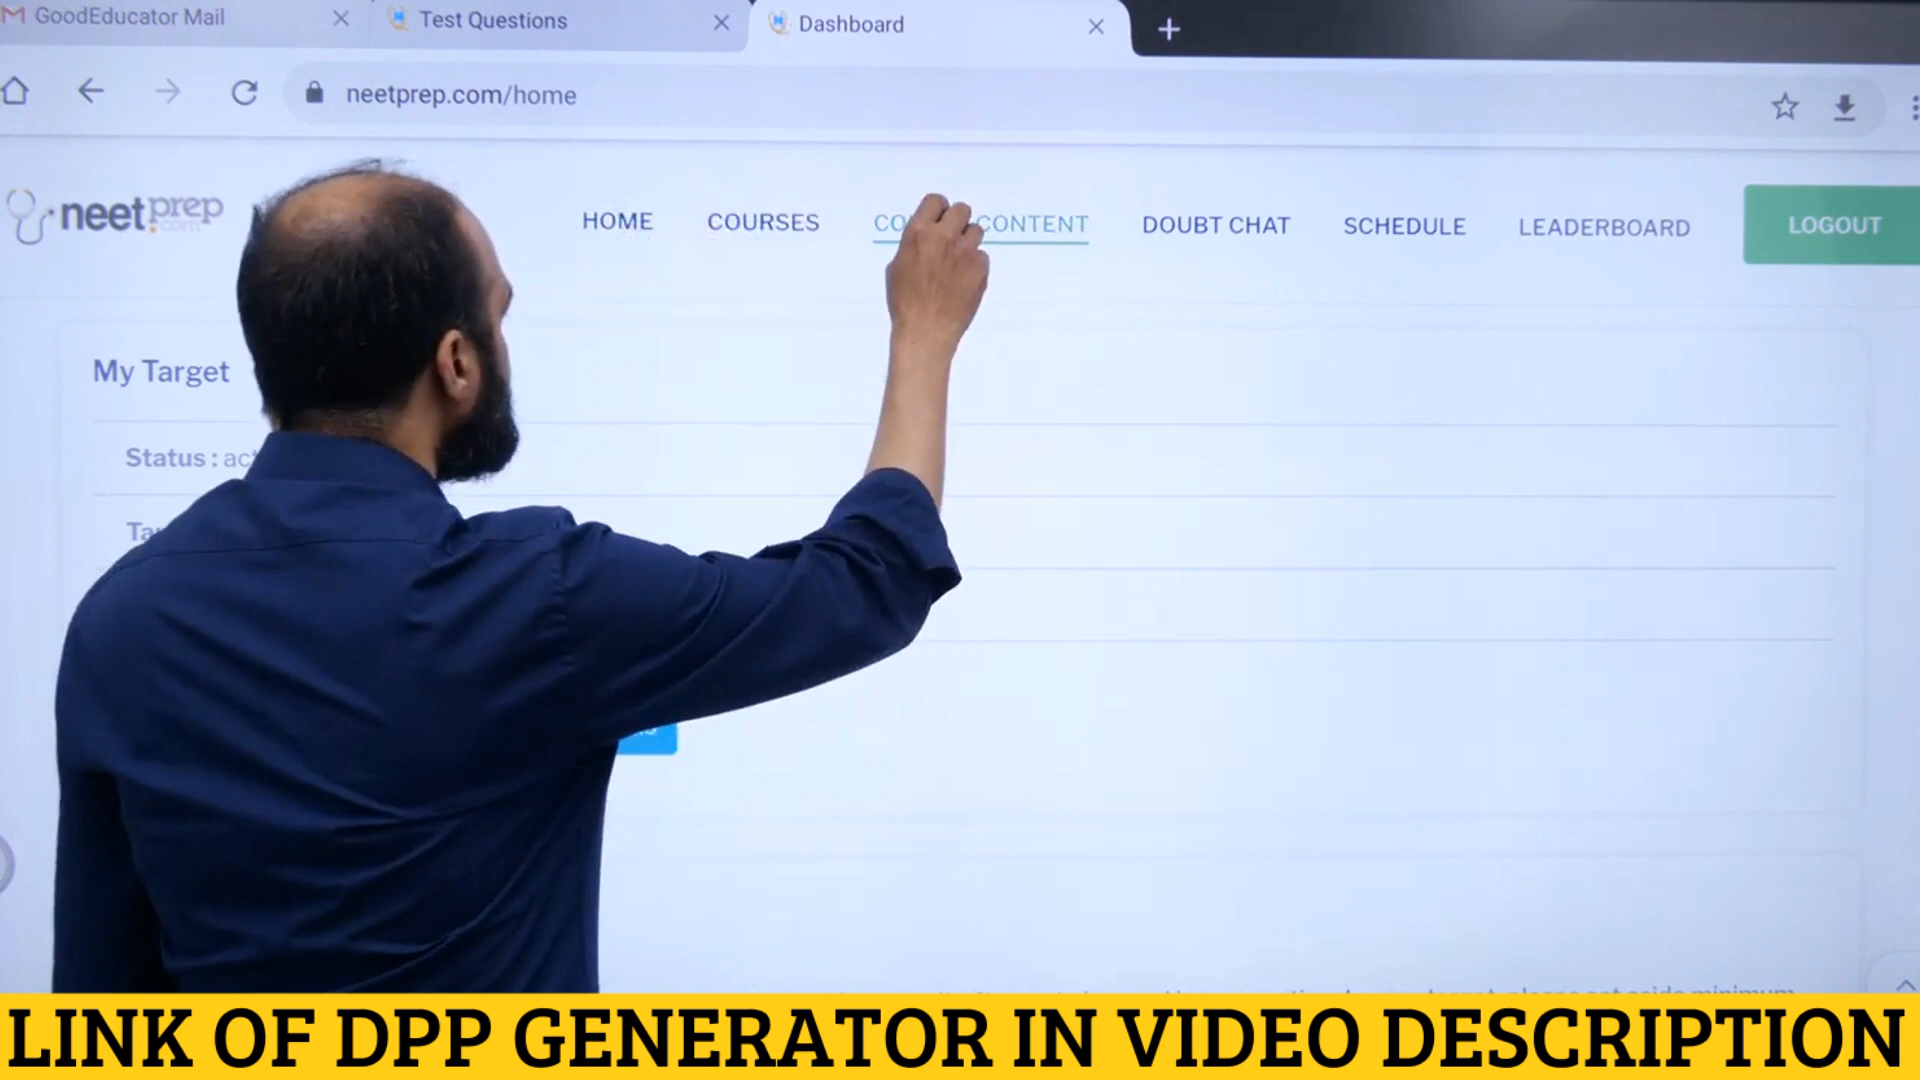 GoodEducator Mail
Test Questions
Dashboard
neetprep.com/home
neetprep
.com
HOME
COURSES
CONTENT
DOUBT CHAT
SCHEDULE
LEADERBOARD
LOGOUT
My Target
Status :
LINK OF DPP GENERATOR IN VIDEO DESCRIPTION